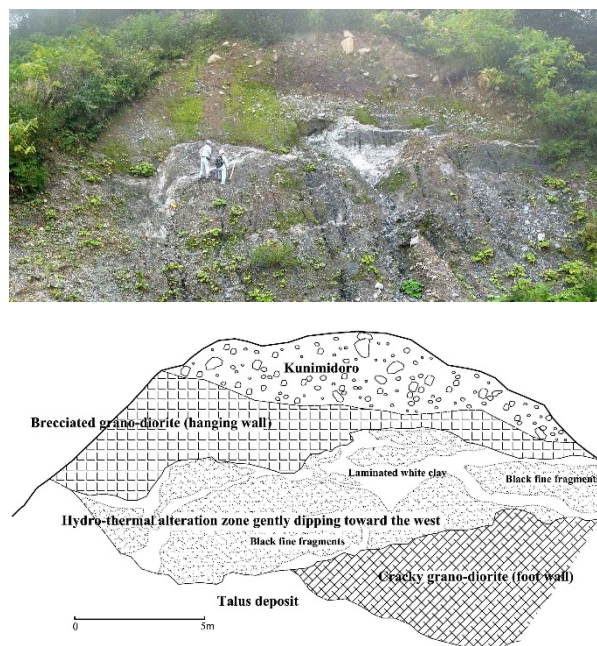 Kunimidoro
Brecciated grano-diorite (hanging wall)
Laminated white clay
Black fine fragments
Hydro-thermal alteration zone gently dipping toward the west
Black fine fragments
Cracky grano-diorite (foot wall)
Talus deposit
0 5m